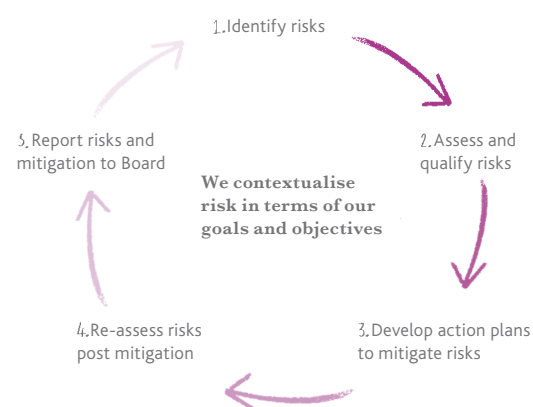 1. Identify risks
2. Assess and
qualify risks
3. Develop action plans
to mitigate risks
4. Re-assess risks
post mitigation
5. Report risks and
mitigation to Board
We contextualise
risk in terms of our
goals and objectives